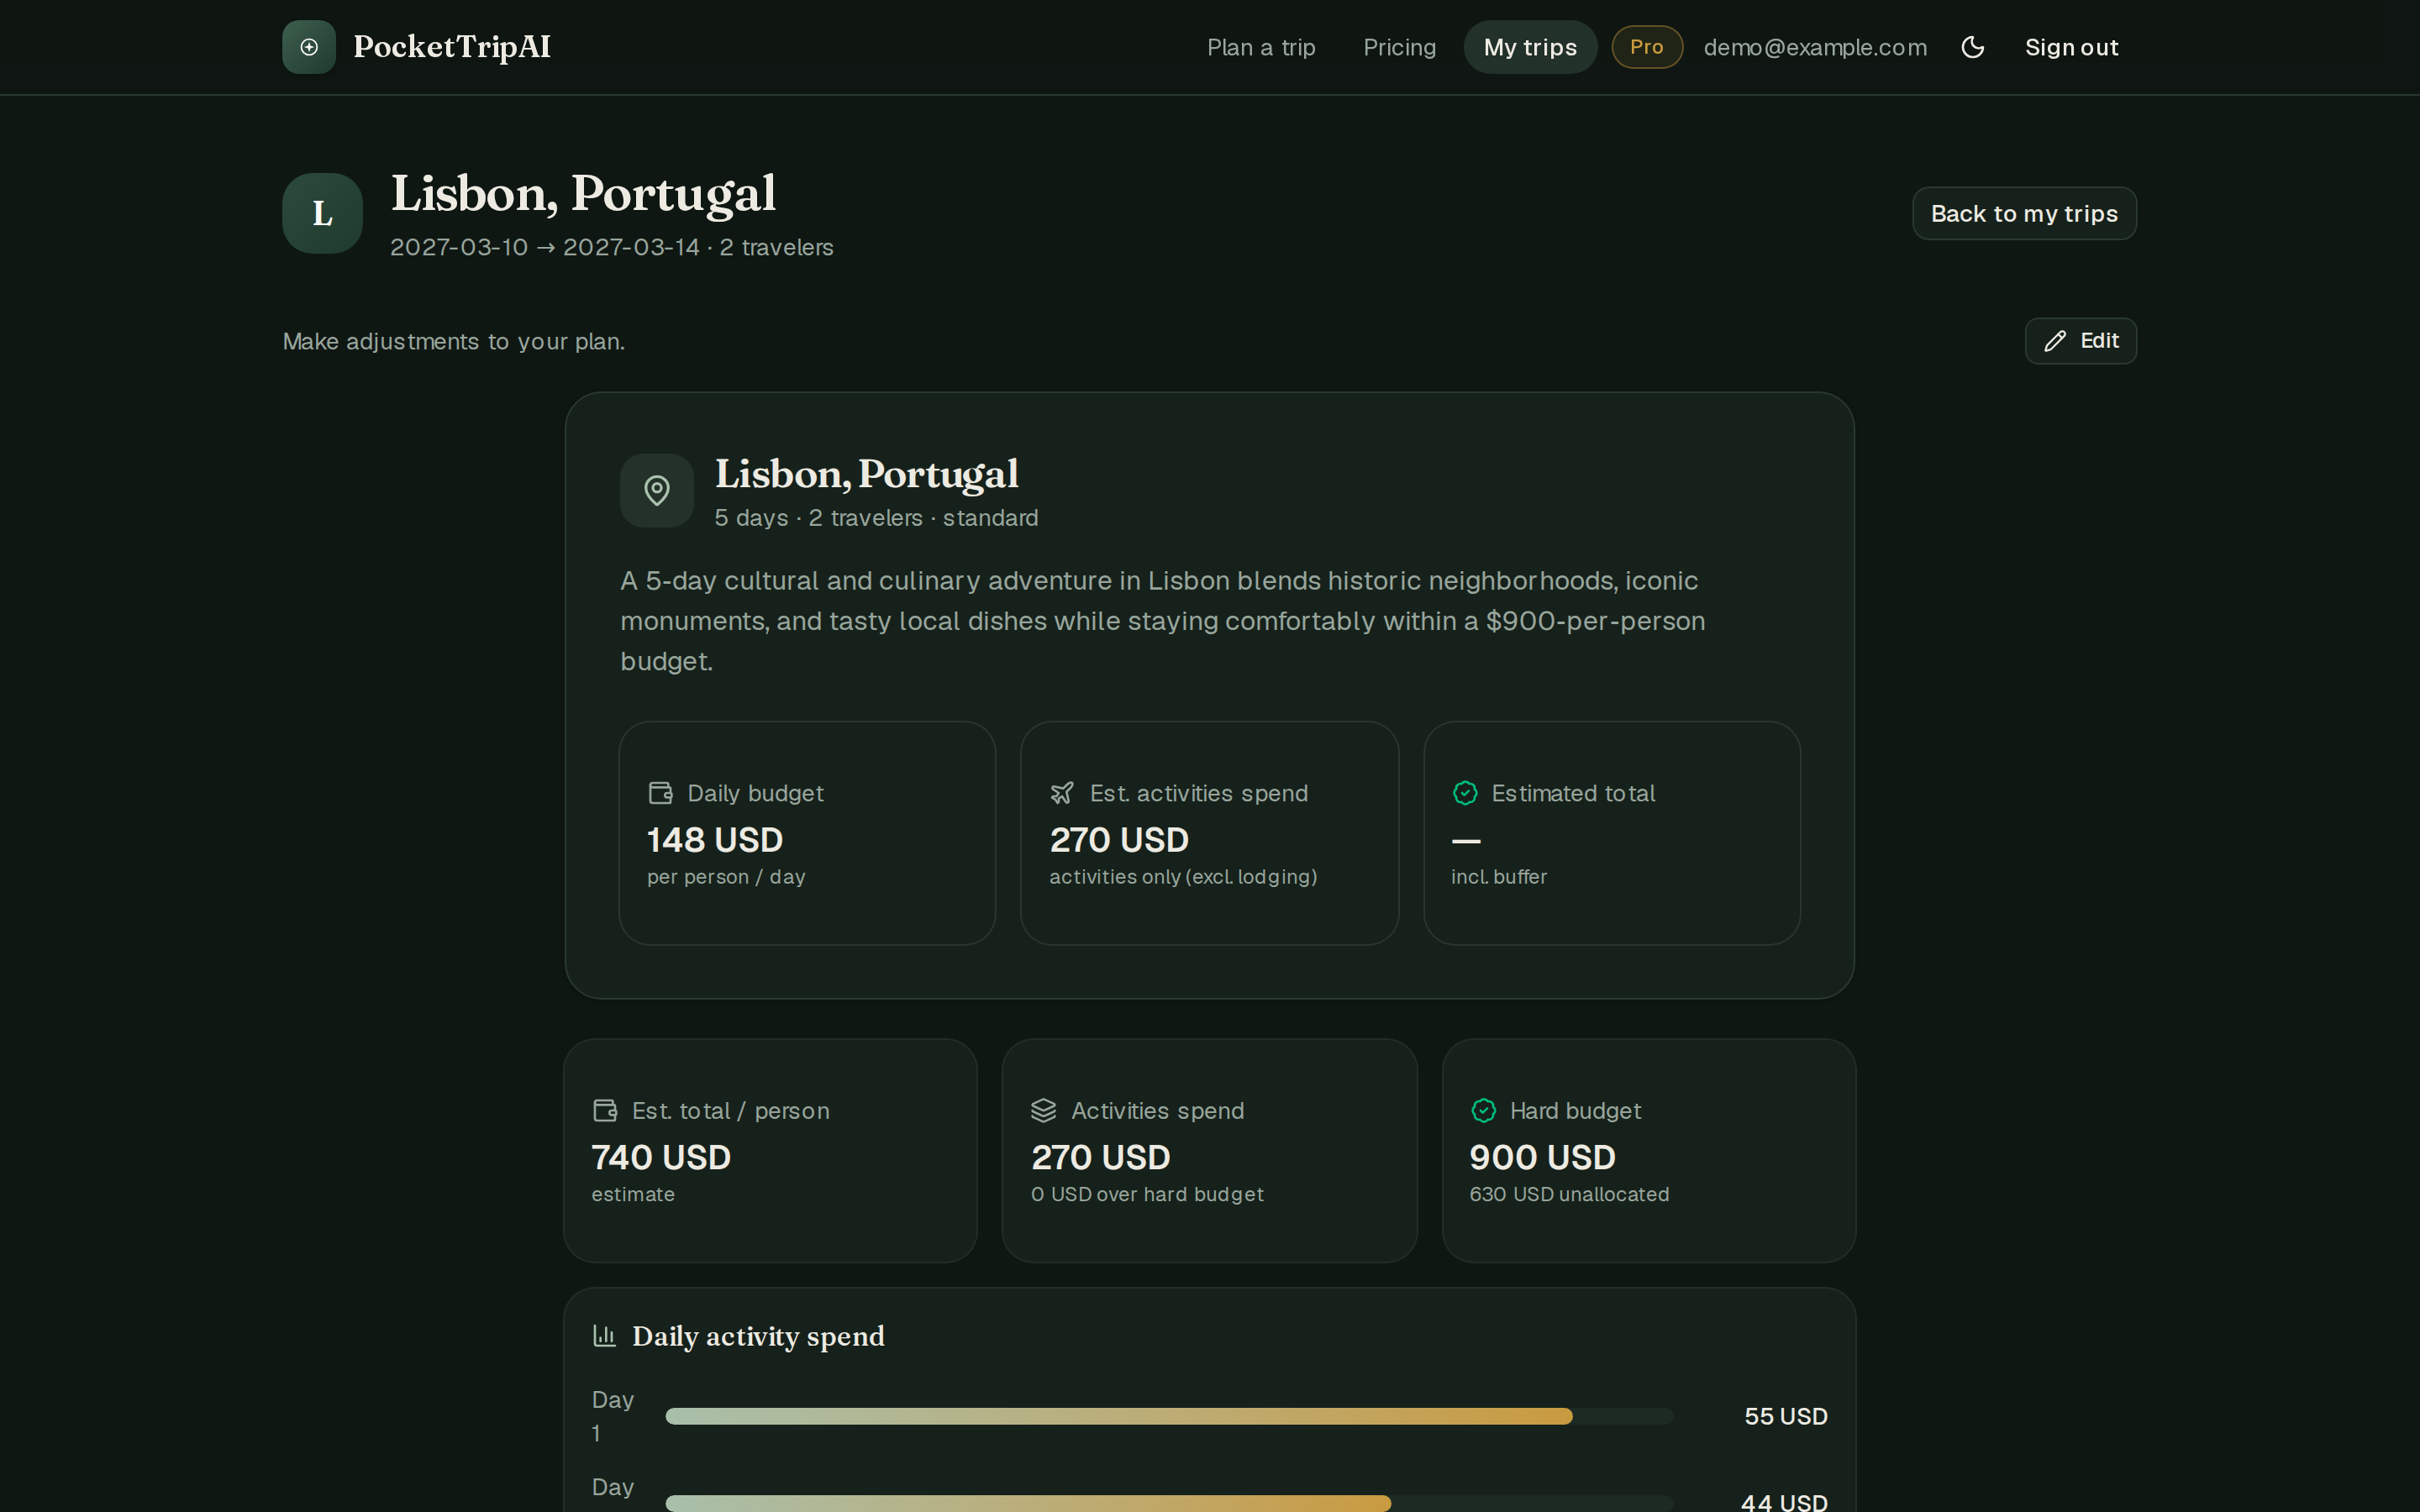 PocketTripAI
Plan a trip
Pricing
My trips
Pro
demo@example.com
Sign out
L
Lisbon, Portugal
2027-03-10 → 2027-03-14 · 2 travelers
Back to my trips
Make adjustments to your plan.
Edit
Lisbon, Portugal
5 days · 2 travelers · standard
A 5-day cultural and culinary adventure in Lisbon blends historic neighborhoods, iconic
monuments, and tasty local dishes while staying comfortably within a $900-per-person
budget.
Daily budget
148 USD
per person / day
Est. activities spend
270 USD
activities only (excl. lodging)
Estimated total
—
incl. buffer
Est. total / person
740 USD
estimate
Activities spend
270 USD
0 USD over hard budget
Hard budget
900 USD
630 USD unallocated
Daily activity spend
Day
1
55 USD
Day
44 USD